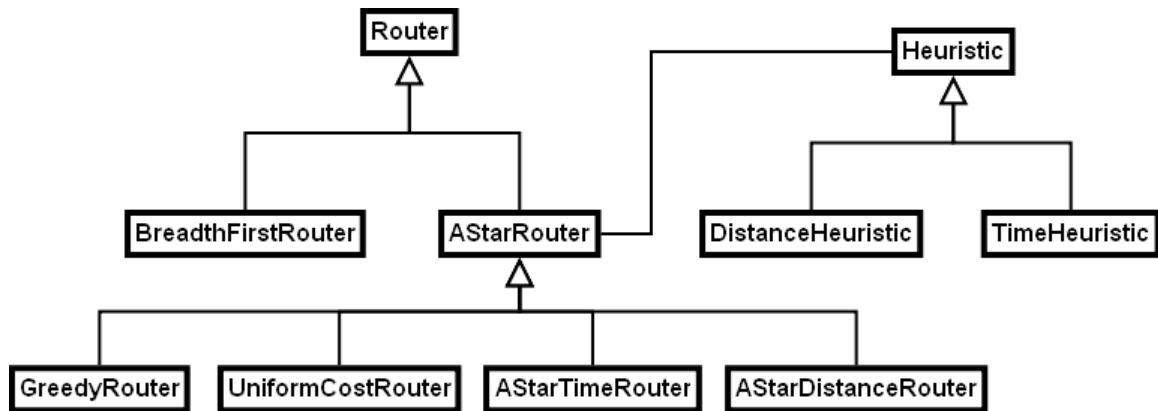 Router
Heuristic
BreadthFirstRouter
AStarRouter
DistanceHeuristic
TimeHeuristic
GreedyRouter
UniformCostRouter
AStarTimeRouter
AStarDistanceRouter